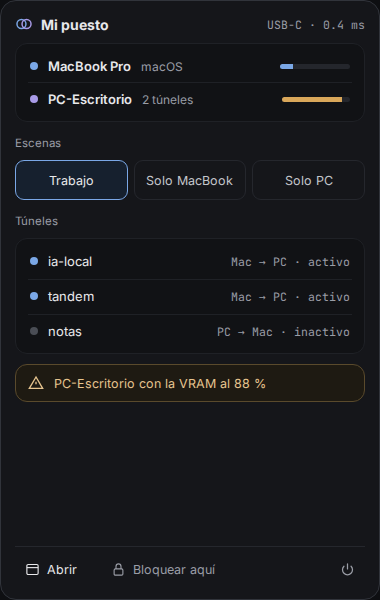 Mi puesto USB-C · 0.4 ms
MacBook Pro macOS
PC-Escritorio 2 túneles
Escenas
Trabajo Solo MacBook Solo PC
Túneles
ia-local Mac → PC · activo
tandem Mac → PC · activo
notas PC → Mac · inactivo
PC-Escritorio con la VRAM al 88 %
Abrir Bloquear aquí